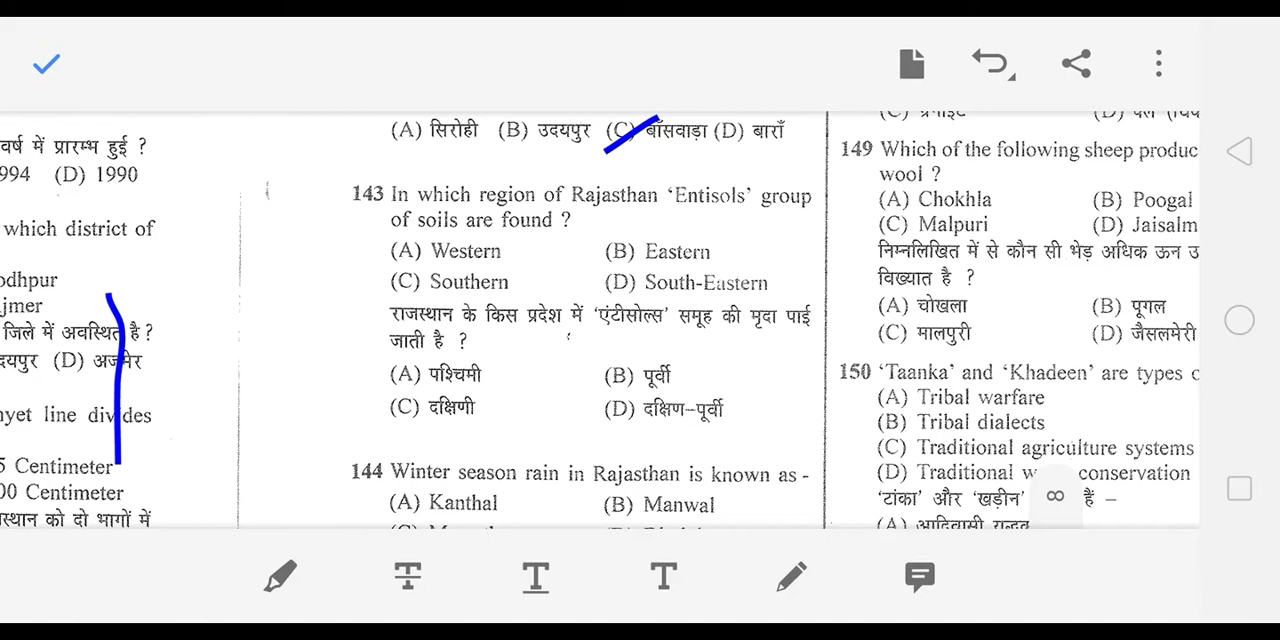 वर्ष में प्रारम्भ हुई ?
994 (D) 1990
which district of
odhpur
jmer
जिले में अवस्थित है?
दयपुर (D) अजमेर
nyet line divides
5 Centimeter
00 Centimeter
स्थान को दो भागों में
(A) सिरोही (B) उदयपुर (C) बाँसवाड़ा (D) बाराँ
143 In which region of Rajasthan ‘Entisols’ group
of soils are found ?
(A) Western (B) Eastern
(C) Southern (D) South-Eastern
राजस्थान के किस प्रदेश में ‘एंटीसोल्स’ समूह की मृदा पाई
जाती है ?
(A) पश्चिमी (B) पूर्वी
(C) दक्षिणी (D) दक्षिण–पूर्वी
144 Winter season rain in Rajasthan is known as -
(A) Kanthal (B) Manwal
149 Which of the following sheep produc
wool ?
(A) Chokhla (B) Poogal
(C) Malpuri (D) Jaisalm
निम्नलिखित में से कौन सी भेड़ अधिक ऊन उ
विख्यात है ?
(A) चोखला (B) पूगल
(C) मालपुरी (D) जैसलमेरी
150 ‘Taanka’ and ‘Khadeen’ are types o
(A) Tribal warfare
(B) Tribal dialects
(C) Traditional agriculture systems
(D) Traditional conservation
‘टांका’ और ‘खड़ीन’ हैं –
(A) आदिवासी